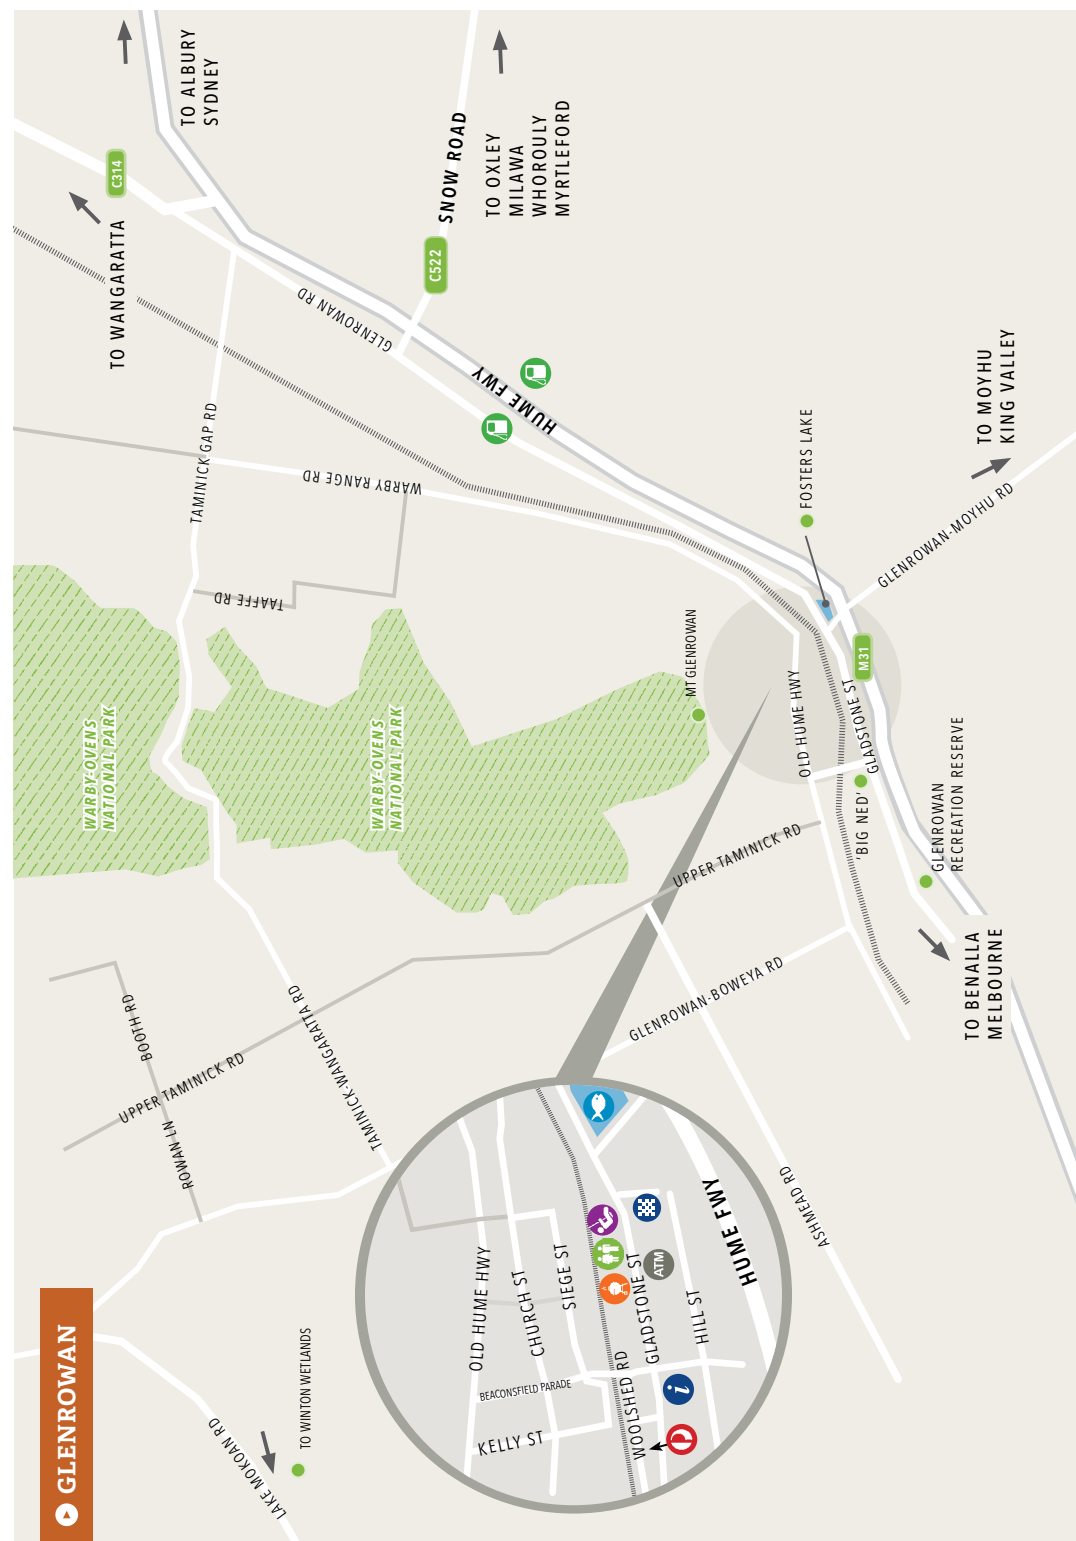 GLENROWAN
TO ALBURY
SYDNEY
C314
TO WANGARATTA
SNOW ROAD
C522
TO OXLEY
MILAWA
WHOROULY
MYRTLEFORD
GLENROWAN RD
HUME FWY
TAMINICK GAP RD
WARBY RANGE RD
TAAFFE RD
FOSTERS LAKE
TO MOYHU
KING VALLEY
GLENROWAN-MOYHU RD
WARBY-OVENS
NATIONAL PARK
WARBY-OVENS
NATIONAL PARK
MT GLENROWAN
OLD HUME HWY
M31
GLADSTONE ST
'BIG NED'
GLENROWAN
RECREATION RESERVE
UPPER TAMINICK RD
TO BENALLA
MELBOURNE
GLENROWAN-BOWEYA RD
BOOTH RD
UPPER TAMINICK RD
ROWAN LN
TAMINICK-WANGARATTA RD
ASHMEAD RD
TO WINTON WETLANDS
LAKE MOKOAN RD
OLD HUME HWY
CHURCH ST
SIEGE ST
BEACONSFIELD PARADE
KELLY ST
WOOLSHED RD
GLADSTONE ST
HILL ST
HUME FWY
ATM
i